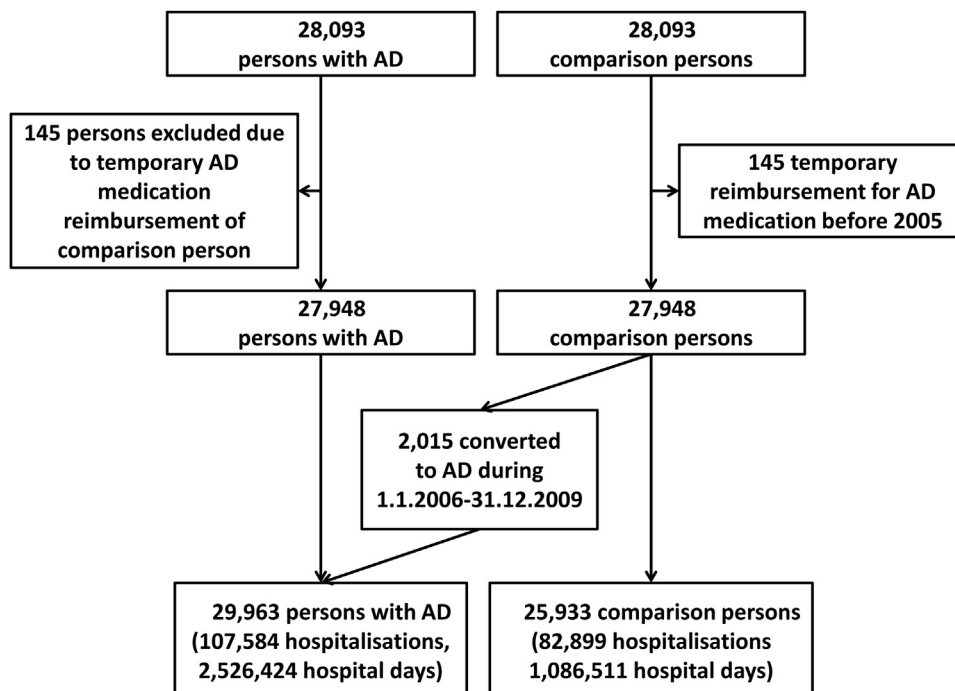 28,093
persons with AD
28,093
comparison persons
145 persons excluded due
to temporary AD
medication
reimbursement of
comparison person
145 temporary
reimbursement for AD
medication before 2005
27,948
persons with AD
27,948
comparison persons
2,015 converted
to AD during
1.1.2006-31.12.2009
29,963 persons with AD
(107,584 hospitalisations,
2,526,424 hospital days)
25,933 comparison persons
(82,899 hospitalisations
1,086,511 hospital days)